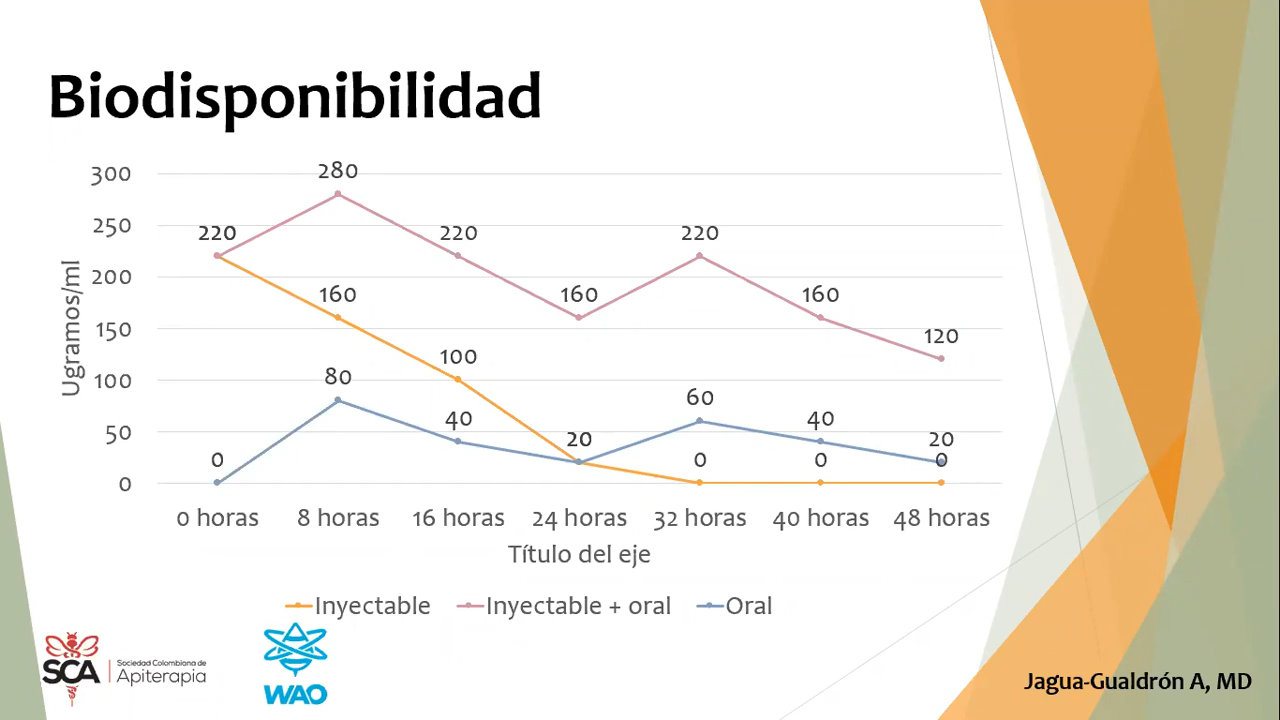 Biodisponibilidad
300
250
200
150
100
50
0
Ugramos/ml
220
280
220
160
220
160
120
160
100
20
0
0
0
0
80
40
60
40
20
0 horas
8 horas
16 horas
24 horas
32 horas
40 horas
48 horas
Título del eje
Inyectable
Inyectable + oral
Oral
SCA
Sociedad Colombiana de
Apiterapia
WAO
Jagua-Gualdrón A, MD